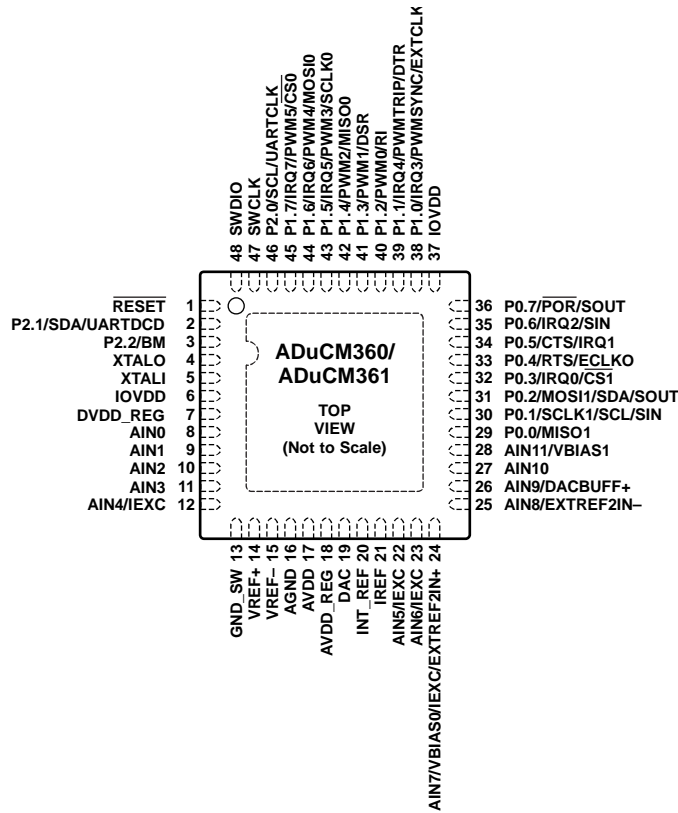 48 SWDIO
47 SWCLK
46 P2.0/SCL/UARTCLK
45 P1.7/IRQ7/PWM5/CS0
44 P1.6/IRQ6/PWM4/MOSI0
43 P1.5/IRQ5/PWM3/SCLK0
42 P1.4/PWM2/MISO0
41 P1.3/PWM1/DSR
40 P1.2/PWM0/RI
39 P1.1/IRQ4/PWMTRIP/DTR
38 P1.0/IRQ3/PWMSYNC/EXTCLK
37 IOVDD
RESET 1
P2.1/SDA/UARTDCD 2
P2.2/BM 3
XTALO 4
XTALI 5
IOVDD 6
DVDD_REG 7
AIN0 8
AIN1 9
AIN2 10
AIN3 11
AIN4/IEXC 12
ADuCM360/
ADuCM361
TOP
VIEW
(Not to Scale)
36 P0.7/POR/SOUT
35 P0.6/IRQ2/SIN
34 P0.5/CTS/IRQ1
33 P0.4/RTS/ECLKO
32 P0.3/IRQ0/CS1
31 P0.2/MOSI1/SDA/SOUT
30 P0.1/SCLK1/SCL/SIN
29 P0.0/MISO1
28 AIN11/VBIAS1
27 AIN10
26 AIN9/DACBUFF+
25 AIN8/EXTREF2IN–
GND_SW 13
VREF+ 14
VREF– 15
AGND 16
AVDD 17
AVDD_REG 18
DAC 19
INT_REF 20
IREF 21
AIN5/IEXC 22
AIN6/IEXC 23
AIN7/VBIAS0/IEXC/EXTREF2IN+ 24